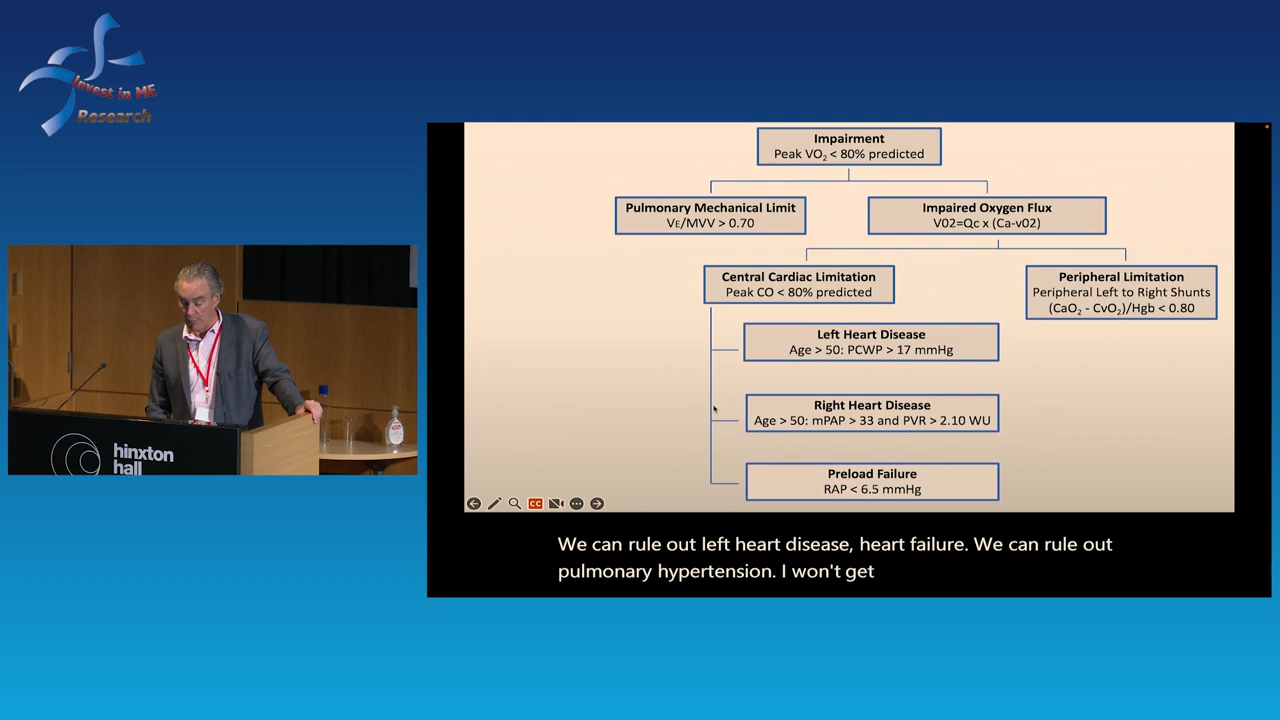 Invest in ME
Research
hinxton
hall
Impairment
Peak VO₂ < 80% predicted
Pulmonary Mechanical Limit
VE/MVV > 0.70
Impaired Oxygen Flux
V02=Qc x (Ca-v02)
Central Cardiac Limitation
Peak CO < 80% predicted
Peripheral Limitation
Peripheral Left to Right Shunts
(CaO₂ - CvO₂)/Hgb < 0.80
Left Heart Disease
Age > 50: PCWP > 17 mmHg
Right Heart Disease
Age > 50: mPAP > 33 and PVR > 2.10 WU
Preload Failure
RAP < 6.5 mmHg
CC
We can rule out left heart disease, heart failure. We can rule out
pulmonary hypertension. I won't get